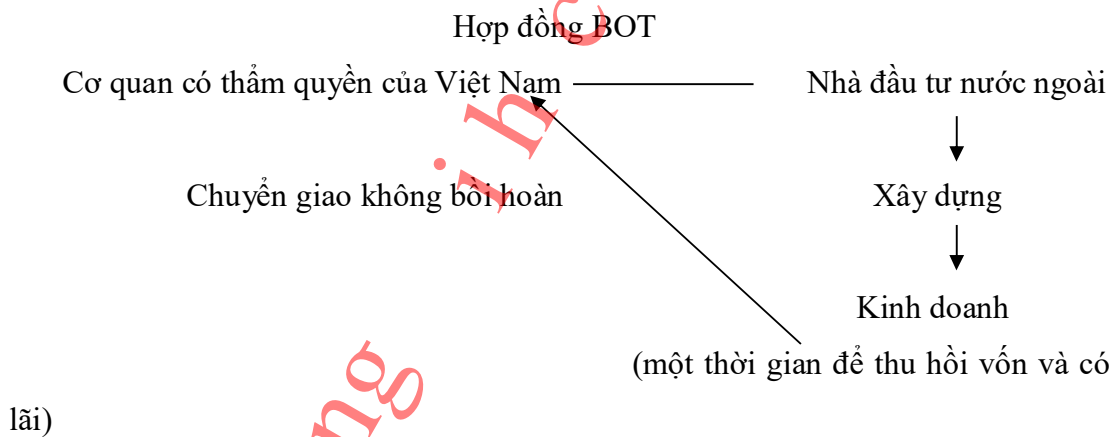 Hợp đồng BOT
Cơ quan có thẩm quyền của Việt Nam Nhà đầu tư nước ngoài
Chuyển giao không bồi hoàn Xây dựng
Kinh doanh
(một thời gian để thu hồi vốn và có
lãi)